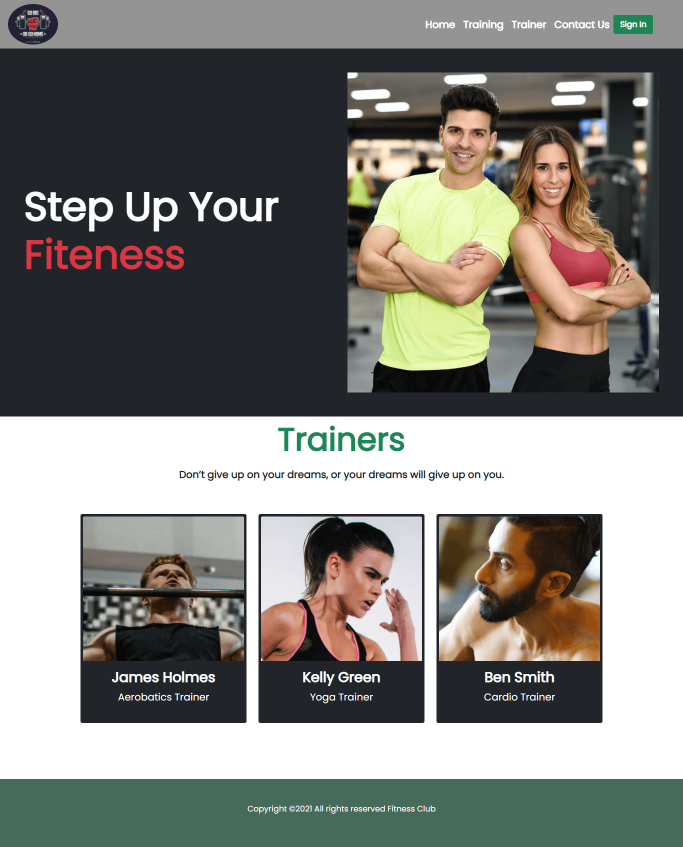 Home Training Trainer Contact Us Sign In
Step Up Your
Fiteness
Trainers
Don't give up on your dreams, or your dreams will give up on you.
James Holmes Kelly Green Ben Smith
Aerobatics Trainer Yoga Trainer Cardio Trainer
Copyright ©2021 All rights reserved Fitness Club